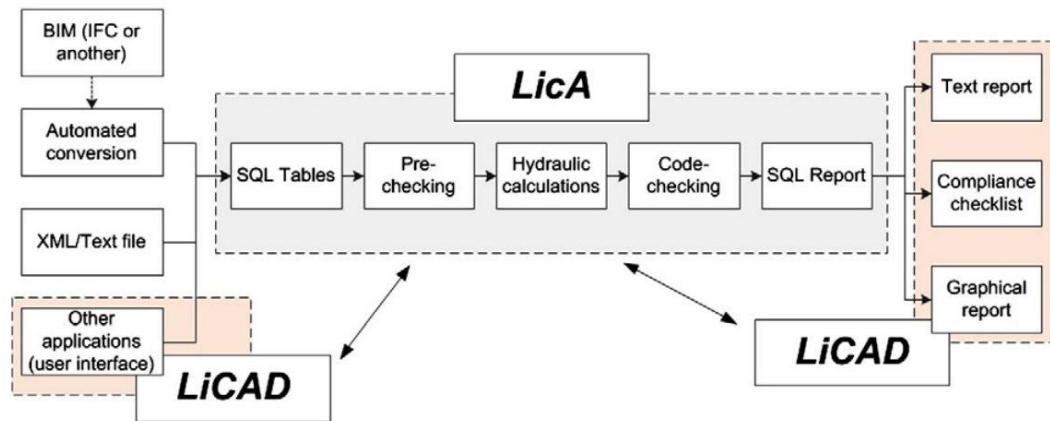 BIM (IFC or
another)
Automated
conversion
XML/Text file
Other
applications
(user interface)
LiCAD
LicA
SQL Tables
Pre-
checking
Hydraulic
calculations
Code-
checking
SQL Report
Text report
Compliance
checklist
Graphical
report
LiCAD